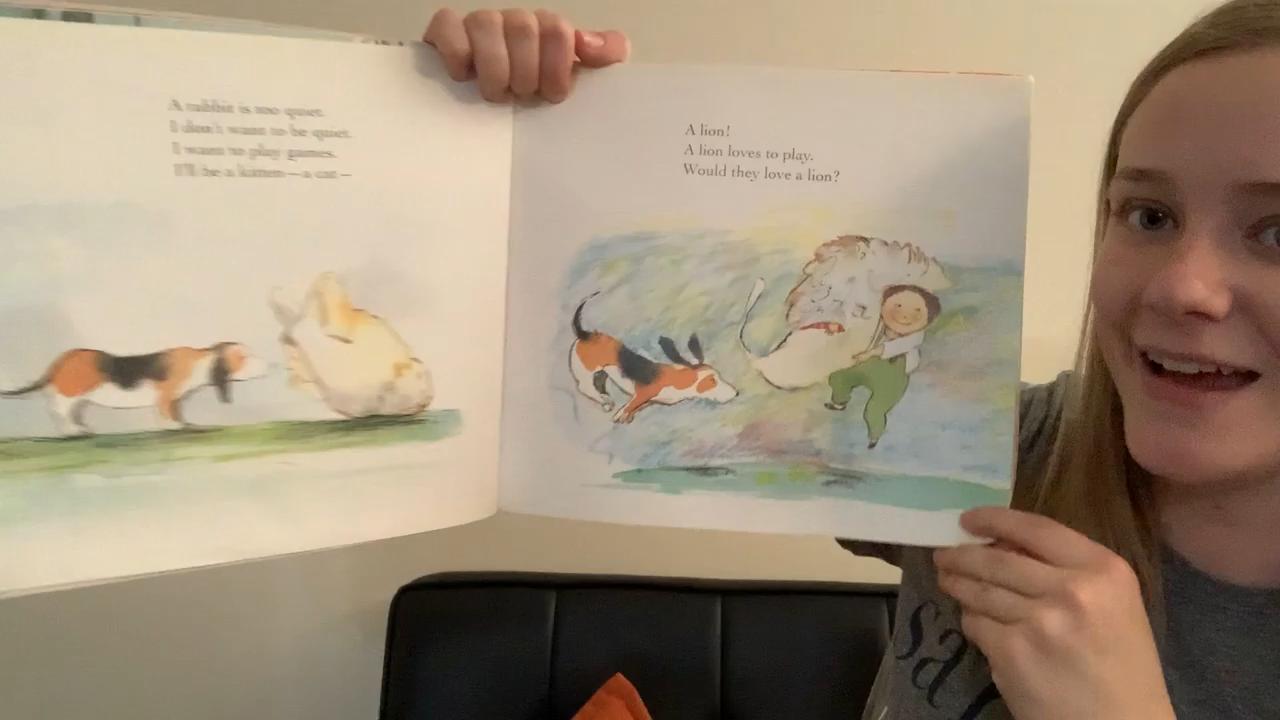 A rabbit is too quiet.
I don't want to be quiet.
I want to play games.
I'll be a kitten—a cat—
A lion!
A lion loves to play.
Would they love a lion?
sa